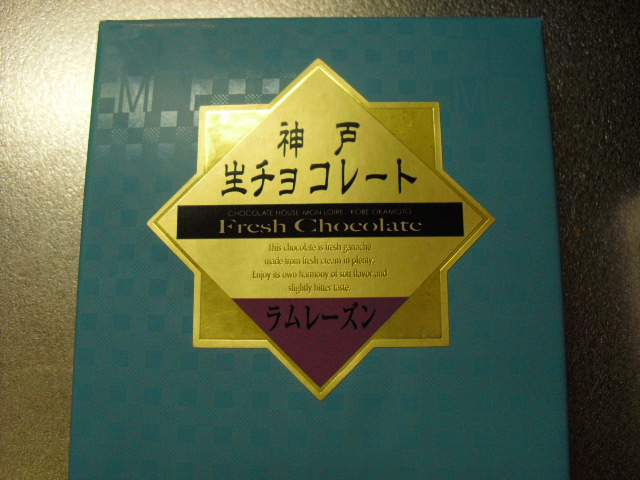 M
M
神戸
生チョコレート
CHOCOLATE HOUSE MON LOIRE · KOBE OKAMOTO
Fresh Chocolate
This chocolate is fresh ganache
made from fresh cream in plenty.
Enjoy its own harmony of soft flavor and
slightly bitter taste.
ラムレーズン